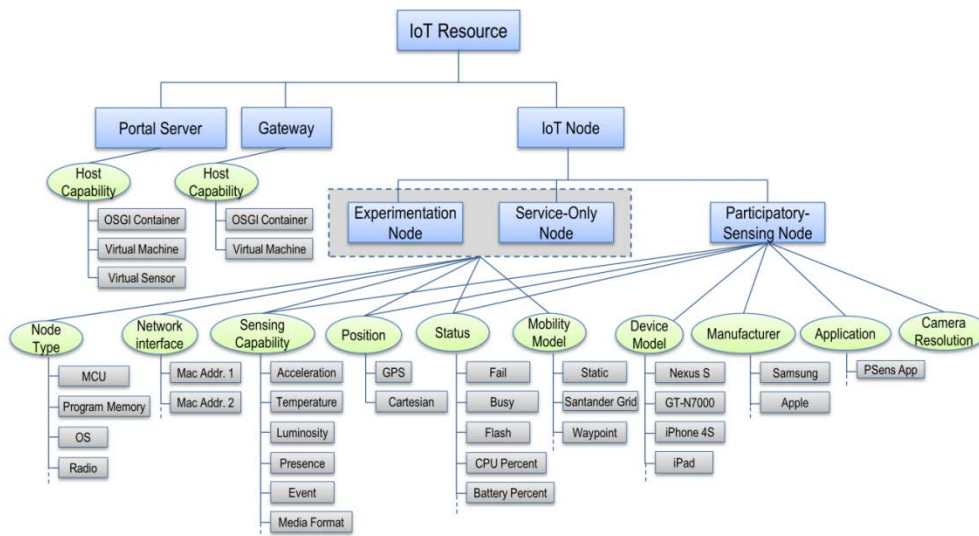 IoT Resource
Portal Server
Gateway
IoT Node
Host
Capability
Host
Capability
OSGI Container
Virtual Machine
Virtual Sensor
OSGI Container
Virtual Machine
Experimentation
Node
Service-Only
Node
Participatory-
Sensing Node
Node
Type
Network
interface
Sensing
Capability
Position
Status
Mobility
Model
Device
Model
Manufacturer
Application
Camera
Resolution
MCU
Program Memory
OS
Radio
Mac Addr. 1
Mac Addr. 2
Acceleration
Temperature
Luminosity
Presence
Event
Media Format
GPS
Cartesian
Fail
Busy
Flash
CPU Percent
Battery Percent
Static
Santander Grid
Waypoint
Nexus S
GT-N7000
iPhone 4S
iPad
Samsung
Apple
PSens App